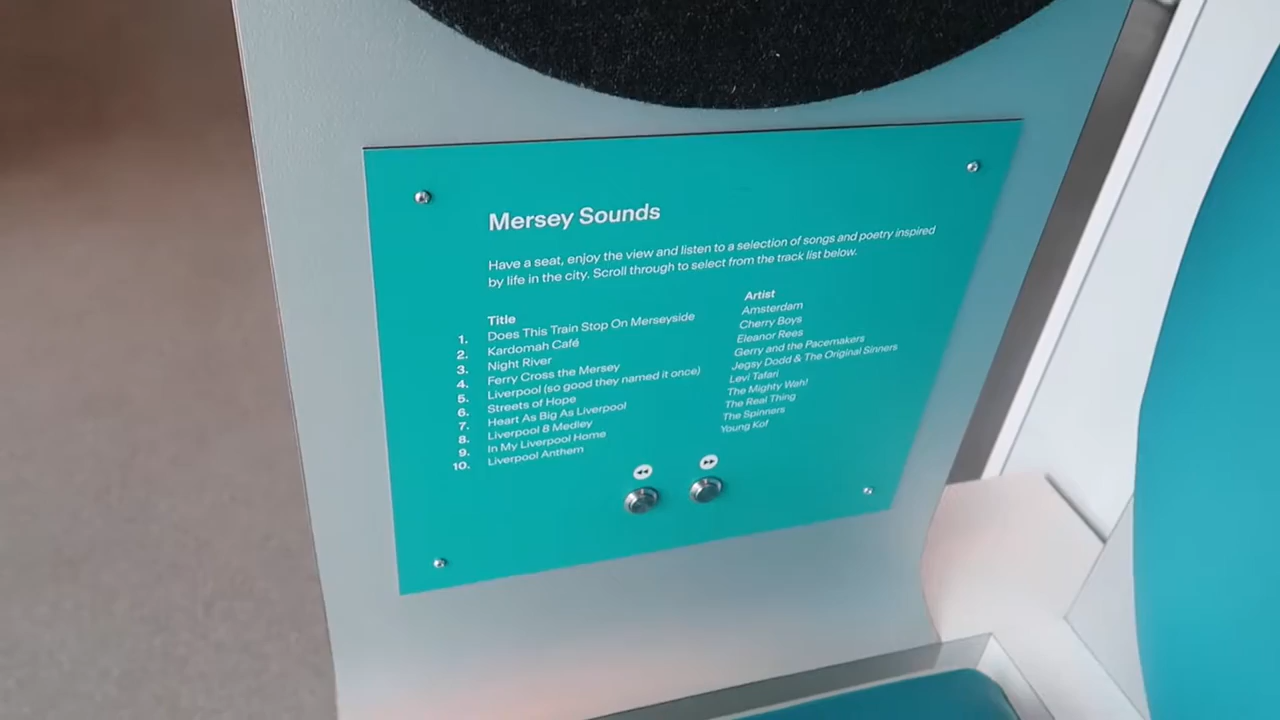 Mersey Sounds
Have a seat, enjoy the view and listen to a selection of songs and poetry inspired
by life in the city. Scroll through to select from the track list below.
Title Artist
1. Does This Train Stop On Merseyside Amsterdam
2. Kardomah Café Cherry Boys
3. Night River Eleanor Rees
4. Ferry Cross the Mersey Gerry and the Pacemakers
5. Liverpool (so good they named it once) Jegsy Dodd & The Original Sinners
6. Streets of Hope Levi Tafari
7. Heart As Big As Liverpool The Mighty Wah!
8. Liverpool 8 Medley The Real Thing
9. In My Liverpool Home The Spinners
10. Liverpool Anthem Young Kof